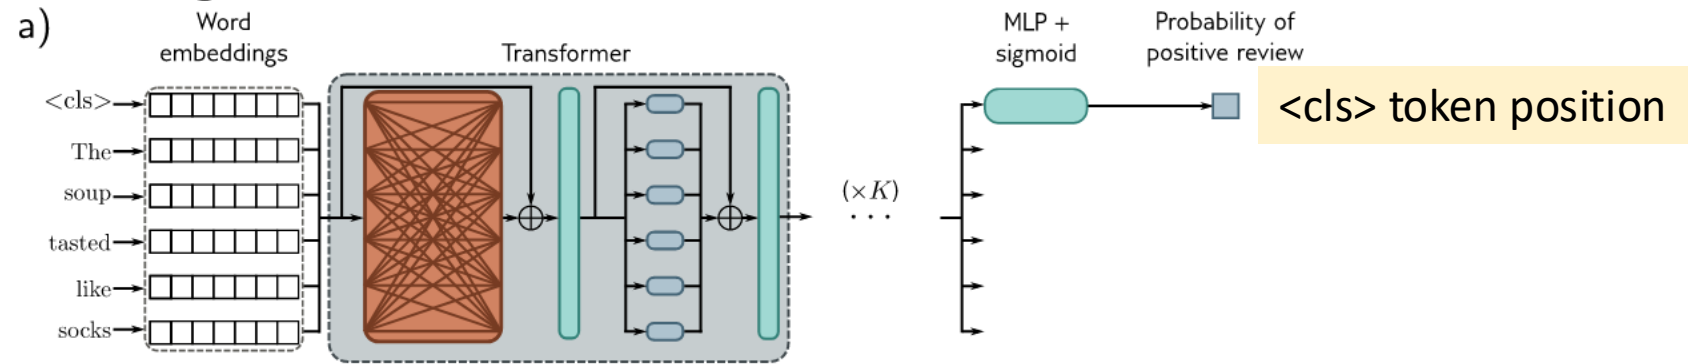 a)
Word
embeddings
Transformer
MLP +
sigmoid
Probability of
positive review
<cls>
The
soup
tasted
like
socks
(×K)
· · ·
<cls> token position